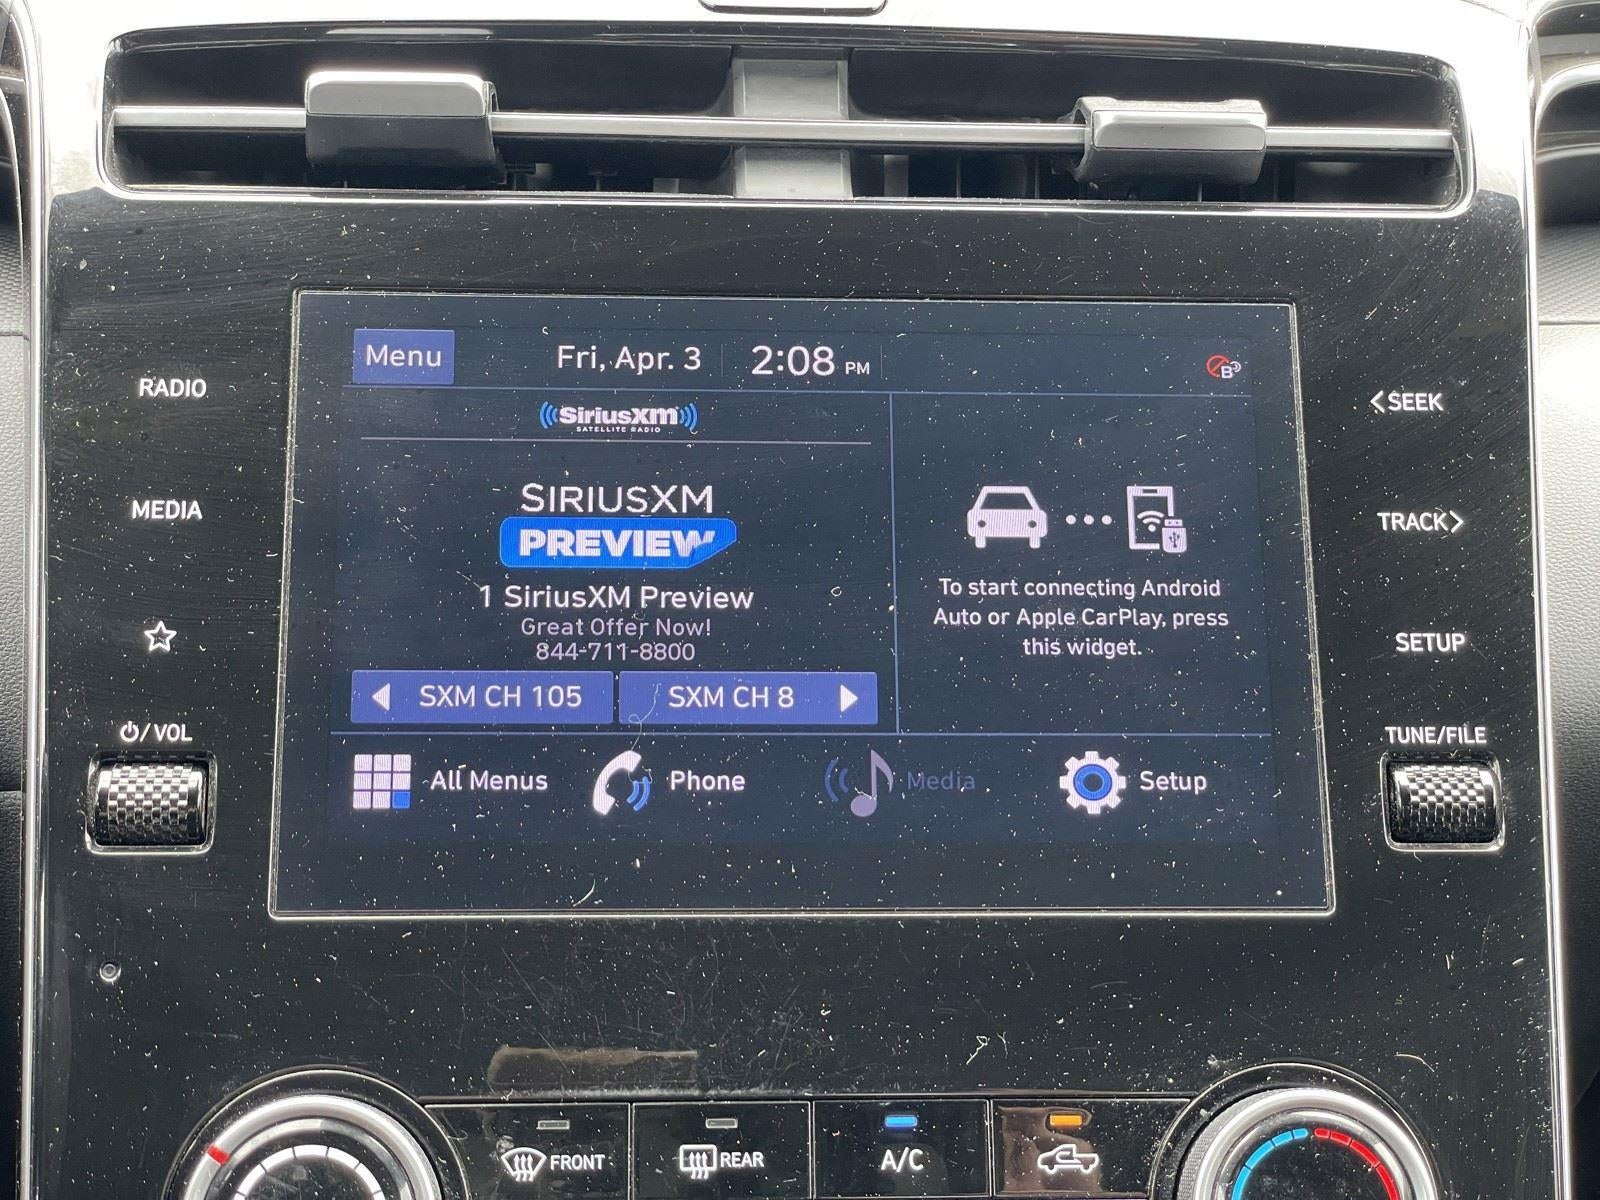 Menu
Fri, Apr. 3
2:08 PM
B
SiriusXM
SATELLITE RADIO
SIRIUSXM
PREVIEW
1 SiriusXM Preview
Great Offer Now!
844-711-8800
SXM CH 105
SXM CH 8
To start connecting Android
Auto or Apple CarPlay, press
this widget.
All Menus
Phone
Media
Setup
RADIO
MEDIA
/VOL
<SEEK
TRACK>
SETUP
TUNE/FILE
FRONT
REAR
A/C